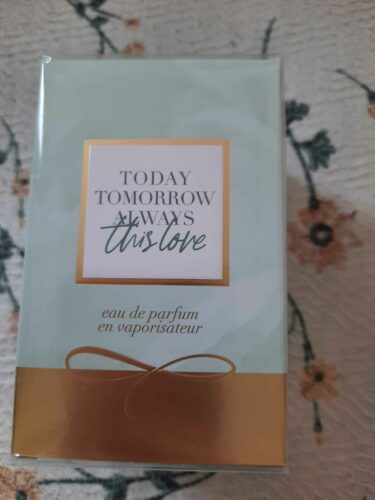 TODAY
TOMORROW
ALWAYS
this love
eau de parfum
en vaporisateur